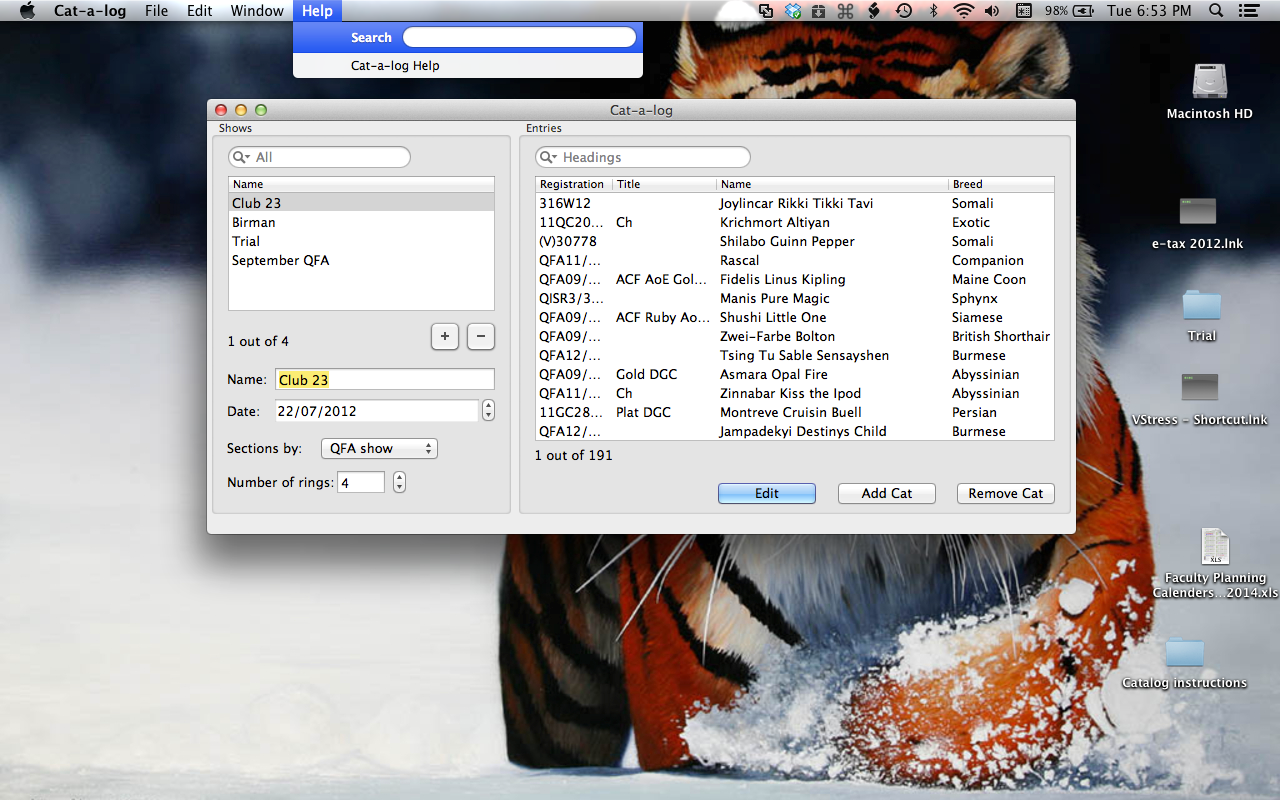 Cat-a-log File Edit Window Help 98% Tue 6:53 PM
Search
Cat-a-log Help
Macintosh HD
e-tax 2012.lnk
Trial
VStress - Shortcut.lnk
XLS
Faculty Planning
Calenders...2014.xls
Catalog instructions
Cat-a-log
Shows
All
Name
Club 23
Birman
Trial
September QFA
1 out of 4
+ −
Name: Club 23
Date: 22/07/2012
Sections by: QFA show
Number of rings: 4
Entries
Headings
Registration Title Name Breed
316W12 Joylincar Rikki Tikki Tavi Somali
11QC20... Ch Krichmort Altiyan Exotic
(V)30778 Shilabo Guinn Pepper Somali
QFA11/... Rascal Companion
QFA09/... ACF AoE Gol... Fidelis Linus Kipling Maine Coon
QISR3/3... Manis Pure Magic Sphynx
QFA09/... ACF Ruby Ao... Shushi Little One Siamese
QFA09/... Zwei-Farbe Bolton British Shorthair
QFA12/... Tsing Tu Sable Sensayshen Burmese
QFA09/... Gold DGC Asmara Opal Fire Abyssinian
QFA11/... Ch Zinnabar Kiss the Ipod Abyssinian
11GC28... Plat DGC Montreve Cruisin Buell Persian
QFA12/... Jampadekyi Destinys Child Burmese
1 out of 191
Edit Add Cat Remove Cat